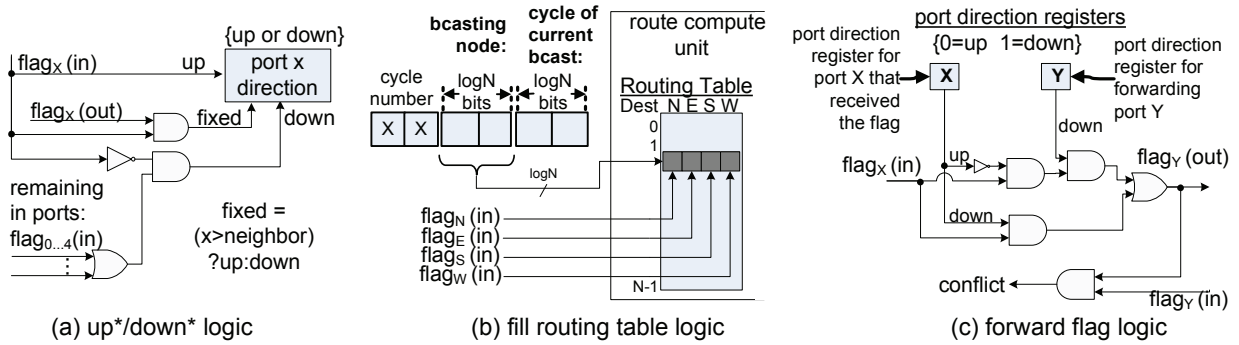 {up or down}
flagX (in)
up
port x
direction
flagX (out)
fixed
down
remaining
in ports:
flag0...4(in)
fixed =
(x>neighbor)
?up:down
(a) up*/down* logic
bcasting
node:
cycle of
current
bcast:
cycle
number
logN
bits
logN
bits
X X
route compute
unit
Routing Table
Dest N E S W
0
1
N-1
logN
flagN (in)
flagE (in)
flagS (in)
flagW (in)
(b) fill routing table logic
port direction registers
{0=up 1=down}
port direction
register for
port X that
received
the flag
X
Y
port direction
register for
forwarding
port Y
down
flagX (in)
up
down
flagY (out)
conflict
flagY (in)
(c) forward flag logic